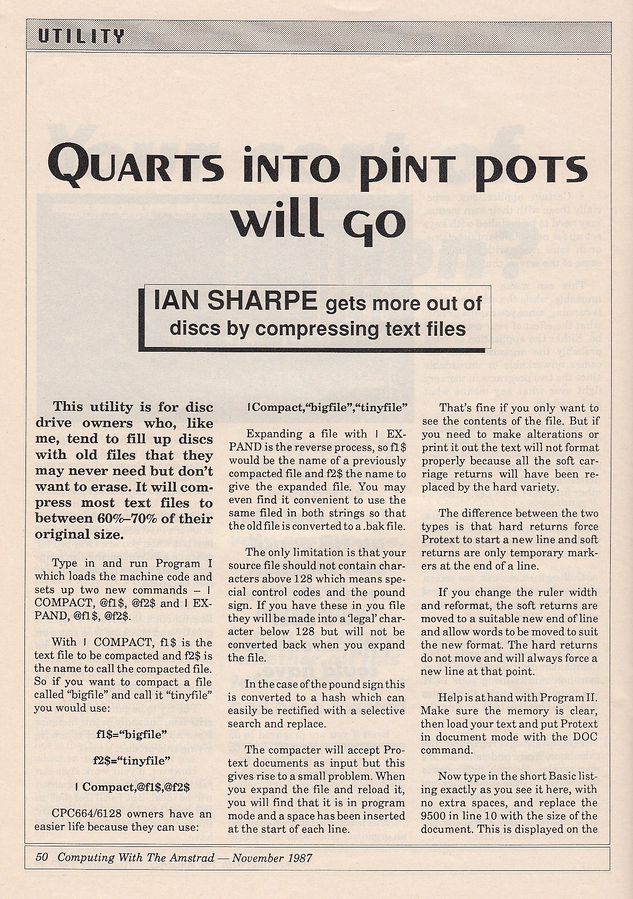 UTILITY
QUARTS INTO PINT POTS
WILL GO
IAN SHARPE gets more out of
discs by compressing text files
This utility is for disc
drive owners who, like
me, tend to fill up discs
with old files that they
may never need but don't
want to erase. It will com-
press most text files to
between 60%–70% of their
original size.
Type in and run Program I
which loads the machine code and
sets up two new commands – |
COMPACT, @f1$, @f2$ and | EX-
PAND, @f1$, @f2$.
With | COMPACT, f1$ is the
text file to be compacted and f2$ is
the name to call the compacted file.
So if you want to compact a file
called “bigfile” and call it “tinyfile”
you would use:
f1$=“bigfile”
f2$=“tinyfile”
| Compact,@f1$,@f2$
CPC664/6128 owners have an
easier life because they can use:
|Compact,“bigfile”,“tinyfile”
Expanding a file with | EX-
PAND is the reverse process, so f1$
would be the name of a previously
compacted file and f2$ the name to
give the expanded file. You may
even find it convenient to use the
same filed in both strings so that
the old file is converted to a .bak file.
The only limitation is that your
source file should not contain char-
acters above 128 which means spe-
cial control codes and the pound
sign. If you have these in you file
they will be made into a ‘legal’ char-
acter below 128 but will not be
converted back when you expand
the file.
In the case of the pound sign this
is converted to a hash which can
easily be rectified with a selective
search and replace.
The compacter will accept Pro-
text documents as input but this
gives rise to a small problem. When
you expand the file and reload it,
you will find that it is in program
mode and a space has been inserted
at the start of each line.
That's fine if you only want to
see the contents of the file. But if
you need to make alterations or
print it out the text will not format
properly because all the soft car-
riage returns will have been re-
placed by the hard variety.
The difference between the two
types is that hard returns force
Protext to start a new line and soft
returns are only temporary mark-
ers at the end of a line.
If you change the ruler width
and reformat, the soft returns are
moved to a suitable new end of line
and allow words to be moved to suit
the new format. The hard returns
do not move and will always force a
new line at that point.
Help is at hand with Program II.
Make sure the memory is clear,
then load your text and put Protext
in document mode with the DOC
command.
Now type in the short Basic list-
ing exactly as you see it here, with
no extra spaces, and replace the
9500 in line 10 with the size of the
document. This is displayed on the
50 Computing With The Amstrad — November 1987